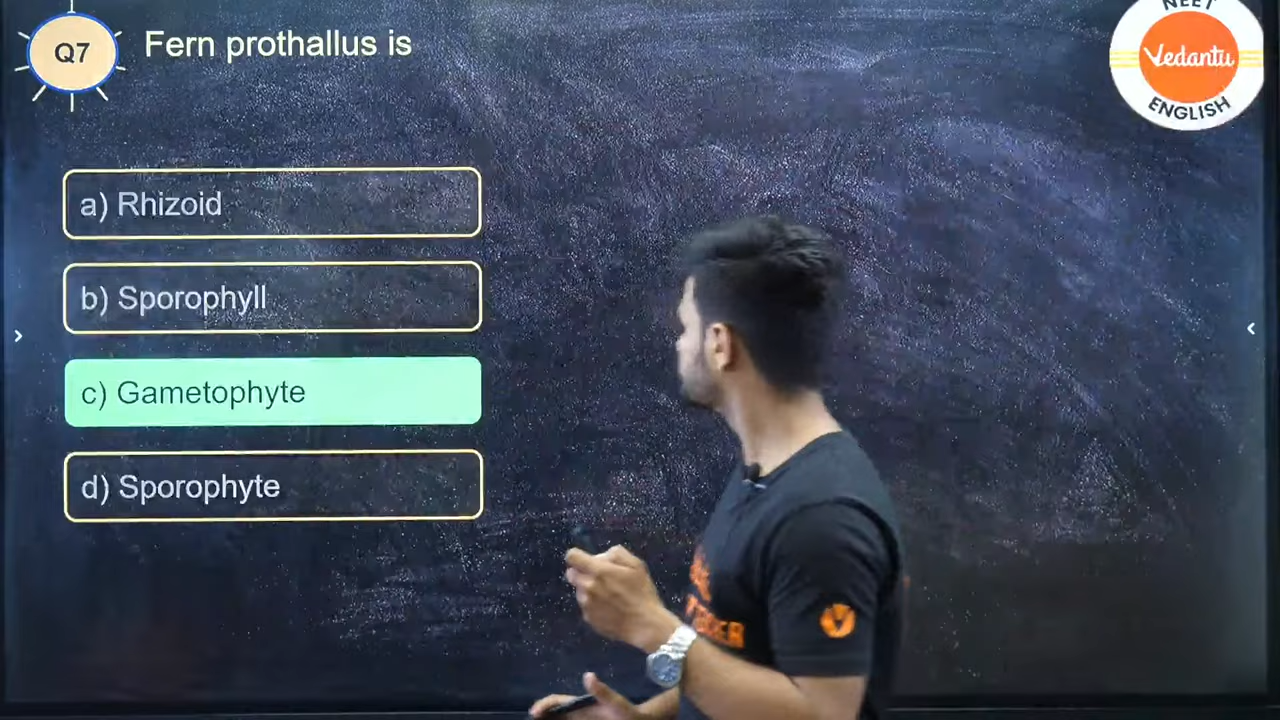 Q7
Fern prothallus is
NEET
Vedantu
ENGLISH
a) Rhizoid
b) Sporophyll
c) Gametophyte
d) Sporophyte